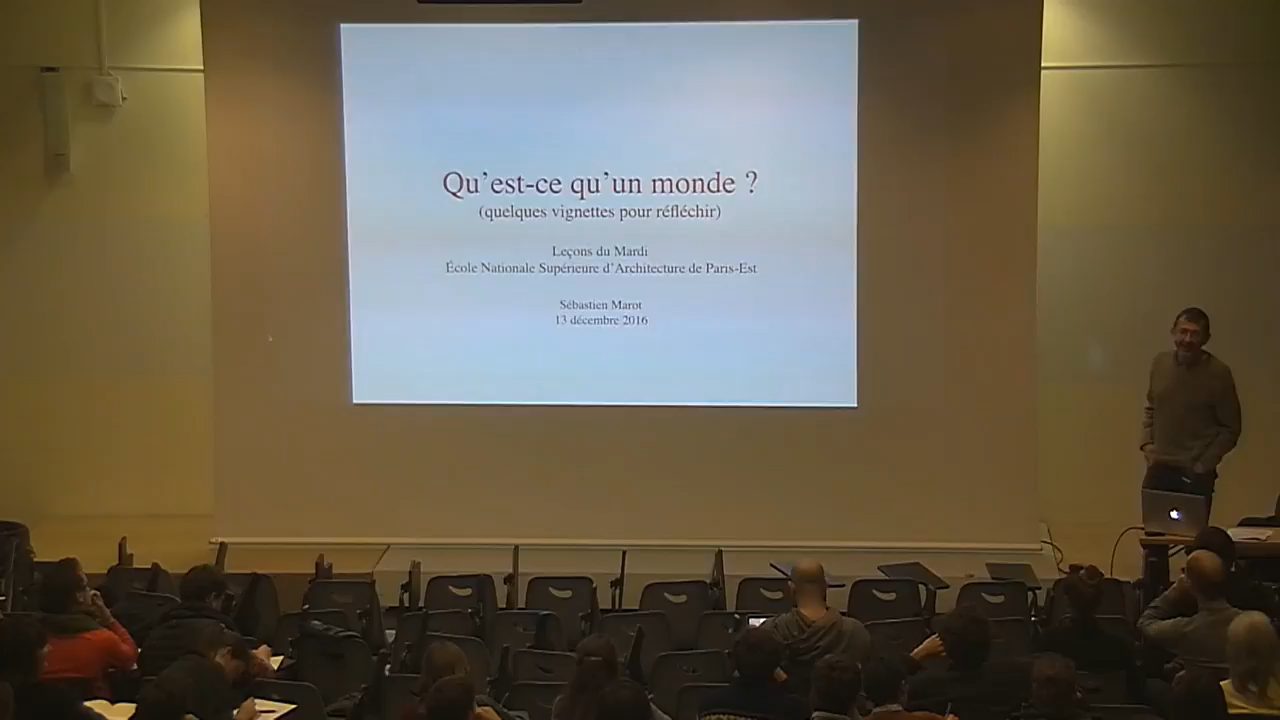 Qu'est-ce qu'un monde ?
(quelques vignettes pour réfléchir)
Leçons du Mardi
École Nationale Supérieure d'Architecture de Paris-Est
Sébastien Marot
13 décembre 2016